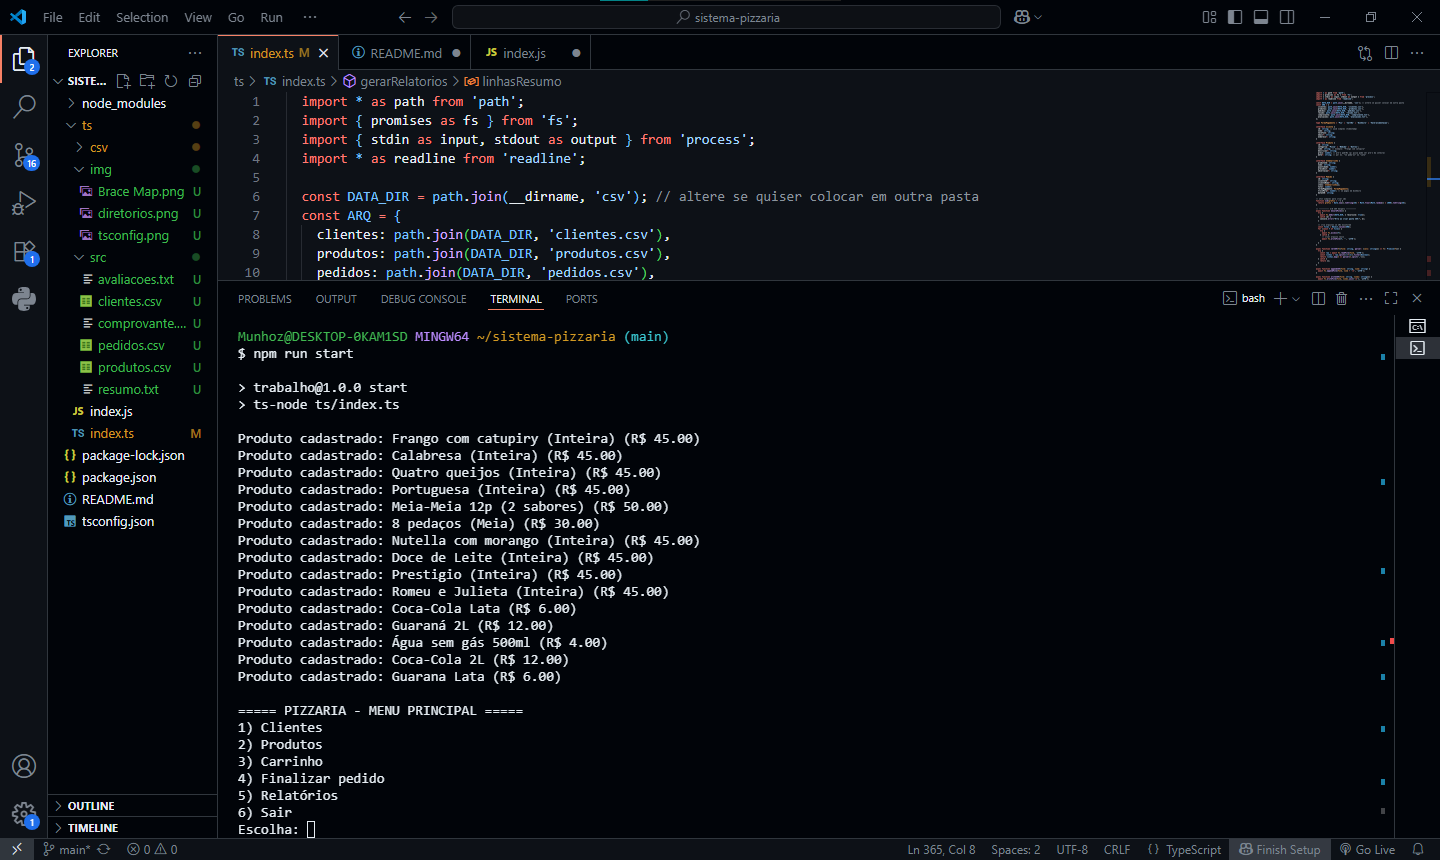 File Edit Selection View Go Run ···
sistema-pizzaria
EXPLORER ···
SISTE...
node_modules
ts
csv
img
Brace Map.png U
diretorios.png U
tsconfig.png U
src
avaliacoes.txt U
clientes.csv U
comprovante.... U
pedidos.csv U
produtos.csv U
resumo.txt U
JS index.js
TS index.ts M
{} package-lock.json
{} package.json
README.md
TS tsconfig.json
OUTLINE
TIMELINE
2
16
1
1
TS index.ts M
README.md
JS index.js
ts > TS index.ts > gerarRelatorios > linhasResumo
1 import * as path from 'path';
2 import { promises as fs } from 'fs';
3 import { stdin as input, stdout as output } from 'process';
4 import * as readline from 'readline';
5
6 const DATA_DIR = path.join(__dirname, 'csv'); // altere se quiser colocar em outra pasta
7 const ARQ = {
8 clientes: path.join(DATA_DIR, 'clientes.csv'),
9 produtos: path.join(DATA_DIR, 'produtos.csv'),
10 pedidos: path.join(DATA_DIR, 'pedidos.csv'),
PROBLEMS OUTPUT DEBUG CONSOLE TERMINAL PORTS
bash
Munhoz@DESKTOP-0KAM1SD MINGW64 ~/sistema-pizzaria (main)
$ npm run start
> trabalho@1.0.0 start
> ts-node ts/index.ts
Produto cadastrado: Frango com catupiry (Inteira) (R$ 45.00)
Produto cadastrado: Calabresa (Inteira) (R$ 45.00)
Produto cadastrado: Quatro queijos (Inteira) (R$ 45.00)
Produto cadastrado: Portuguesa (Inteira) (R$ 45.00)
Produto cadastrado: Meia-Meia 12p (2 sabores) (R$ 50.00)
Produto cadastrado: 8 pedaços (Meia) (R$ 30.00)
Produto cadastrado: Nutella com morango (Inteira) (R$ 45.00)
Produto cadastrado: Doce de Leite (Inteira) (R$ 45.00)
Produto cadastrado: Prestigio (Inteira) (R$ 45.00)
Produto cadastrado: Romeu e Julieta (Inteira) (R$ 45.00)
Produto cadastrado: Coca-Cola Lata (R$ 6.00)
Produto cadastrado: Guaraná 2L (R$ 12.00)
Produto cadastrado: Água sem gás 500ml (R$ 4.00)
Produto cadastrado: Coca-Cola 2L (R$ 12.00)
Produto cadastrado: Guarana Lata (R$ 6.00)
===== PIZZARIA - MENU PRINCIPAL =====
1) Clientes
2) Produtos
3) Carrinho
4) Finalizar pedido
5) Relatórios
6) Sair
Escolha:
main* 0 0 Ln 365, Col 8 Spaces: 2 UTF-8 CRLF {} TypeScript Finish Setup Go Live